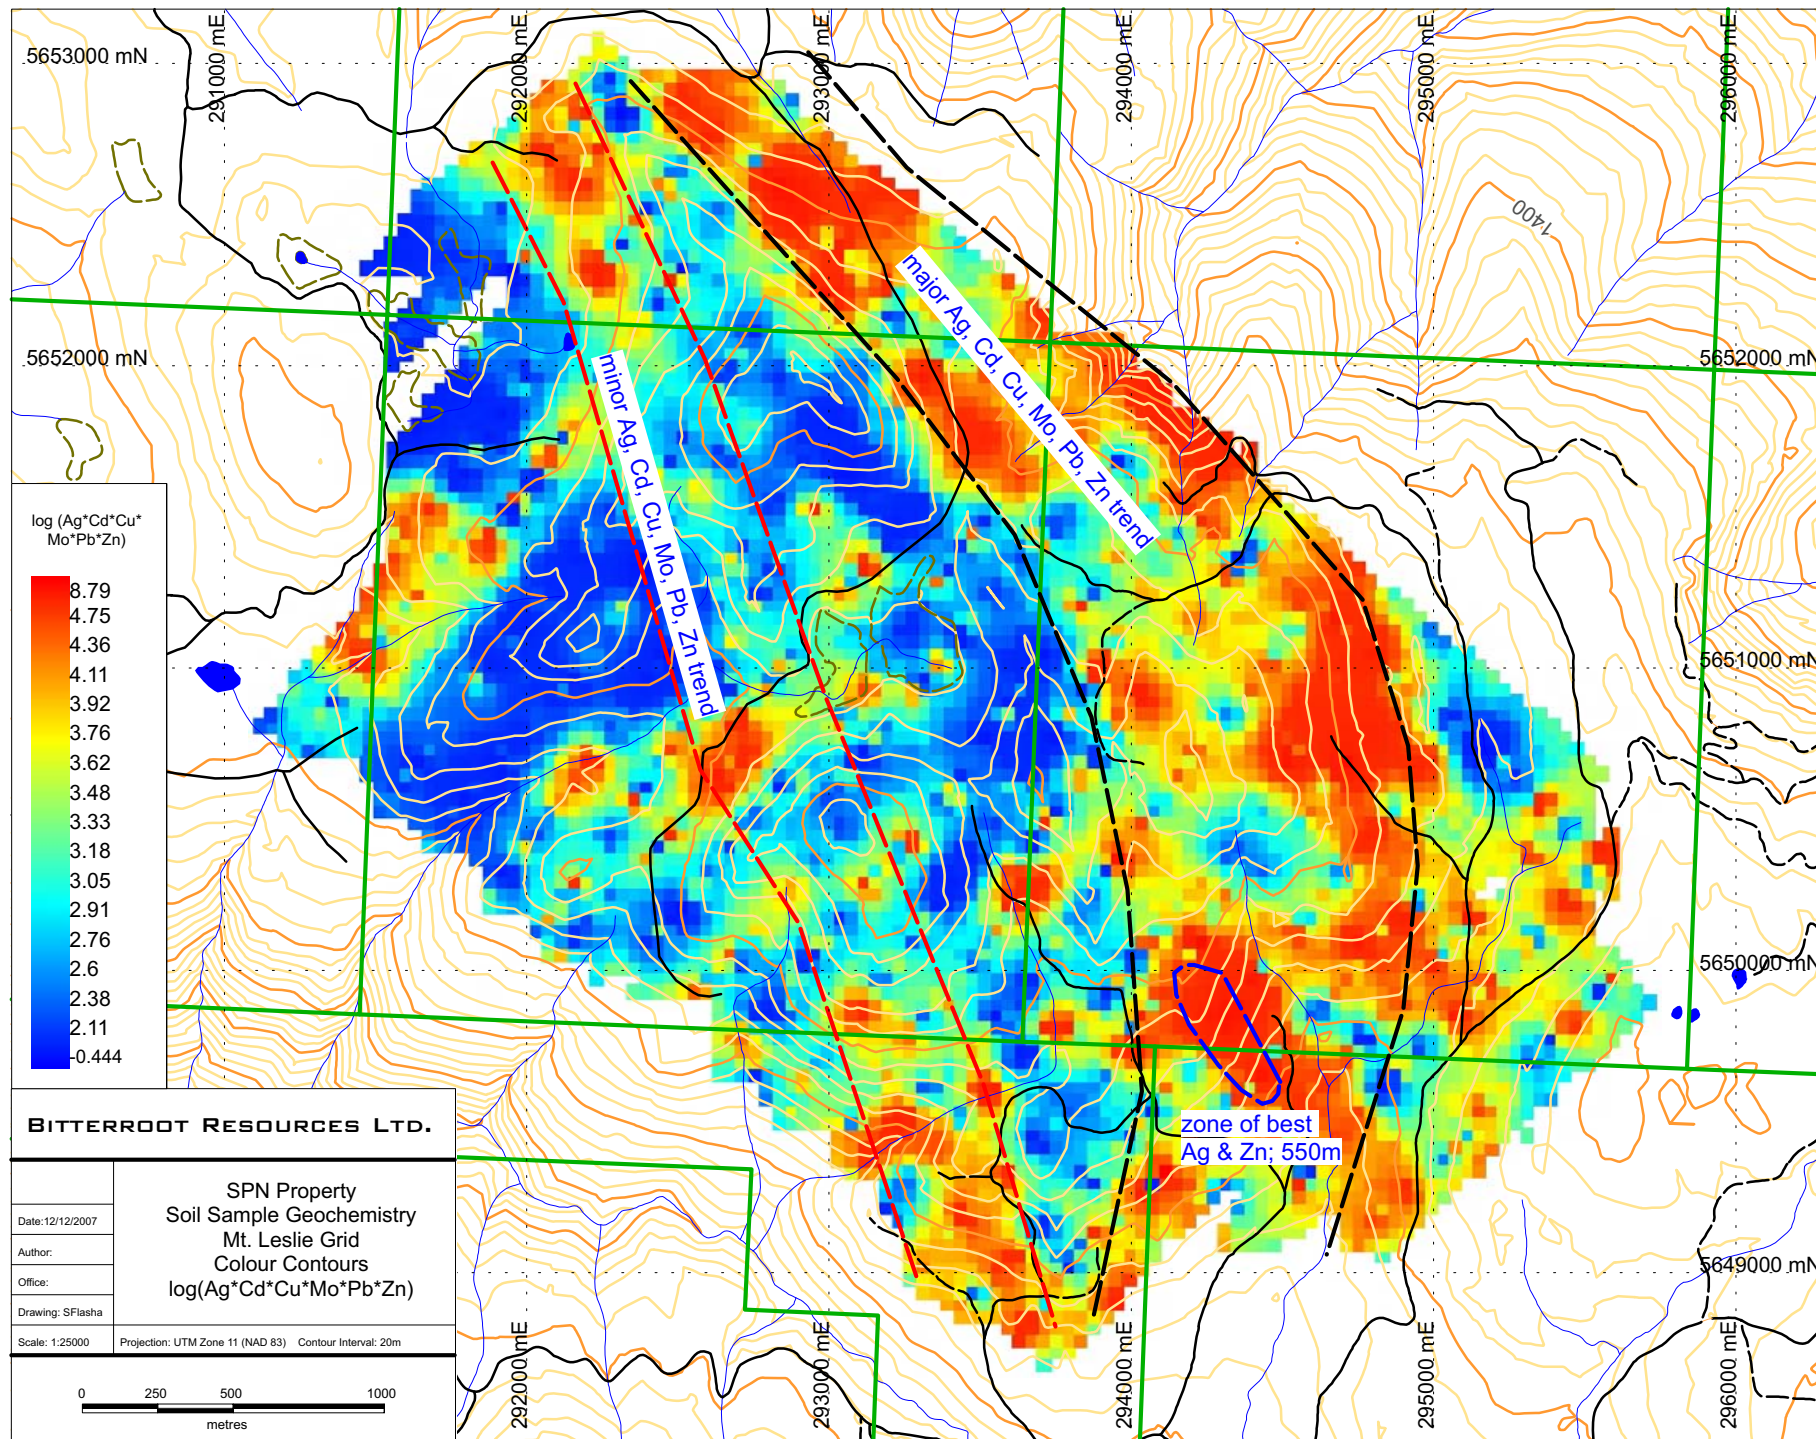 5653000 mN
291000 mE
292000 mE
293000 mE
294000 mE
295000 mE
296000 mE
1400
major Ag, Cd, Cu, Mo, Pb, Zn trend
5652000 mN
5652000 mN
minor Ag, Cd, Cu, Mo, Pb, Zn trend
log (Ag*Cd*Cu*
Mo*Pb*Zn)
8.79
4.75
4.36
4.11
3.92
3.76
3.62
3.48
3.33
3.18
3.05
2.91
2.76
2.6
2.38
2.11
-0.444
5651000 mN
5650000 mN
zone of best
Ag & Zn; 550m
5649000 mN
BITTERROOT RESOURCES LTD.
SPN Property
Soil Sample Geochemistry
Mt. Leslie Grid
Colour Contours
log(Ag*Cd*Cu*Mo*Pb*Zn)
Date:12/12/2007
Author:
Office:
Drawing: SFlasha
Scale: 1:25000
Projection: UTM Zone 11 (NAD 83) Contour Interval: 20m
0 250 500 1000
metres
292000 mE
293000 mE
294000 mE
295000 mE
296000 mE